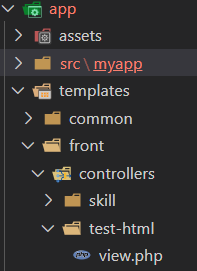 app
assets
src \ myapp
templates
common
front
controllers
skill
test-html
view.php